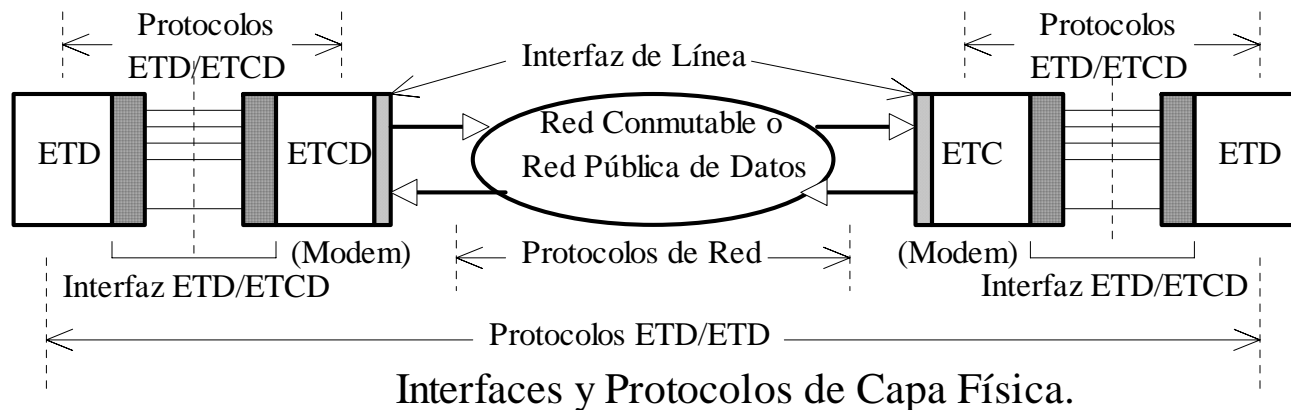 Protocolos
ETD/ETCD
Interfaz de Línea
Protocolos
ETD/ETCD
ETD
ETCD
Red Conmutable o
Red Pública de Datos
ETC
ETD
(Modem)
Protocolos de Red
(Modem)
Interfaz ETD/ETCD
Interfaz ETD/ETCD
Protocolos ETD/ETD
Interfaces y Protocolos de Capa Física.